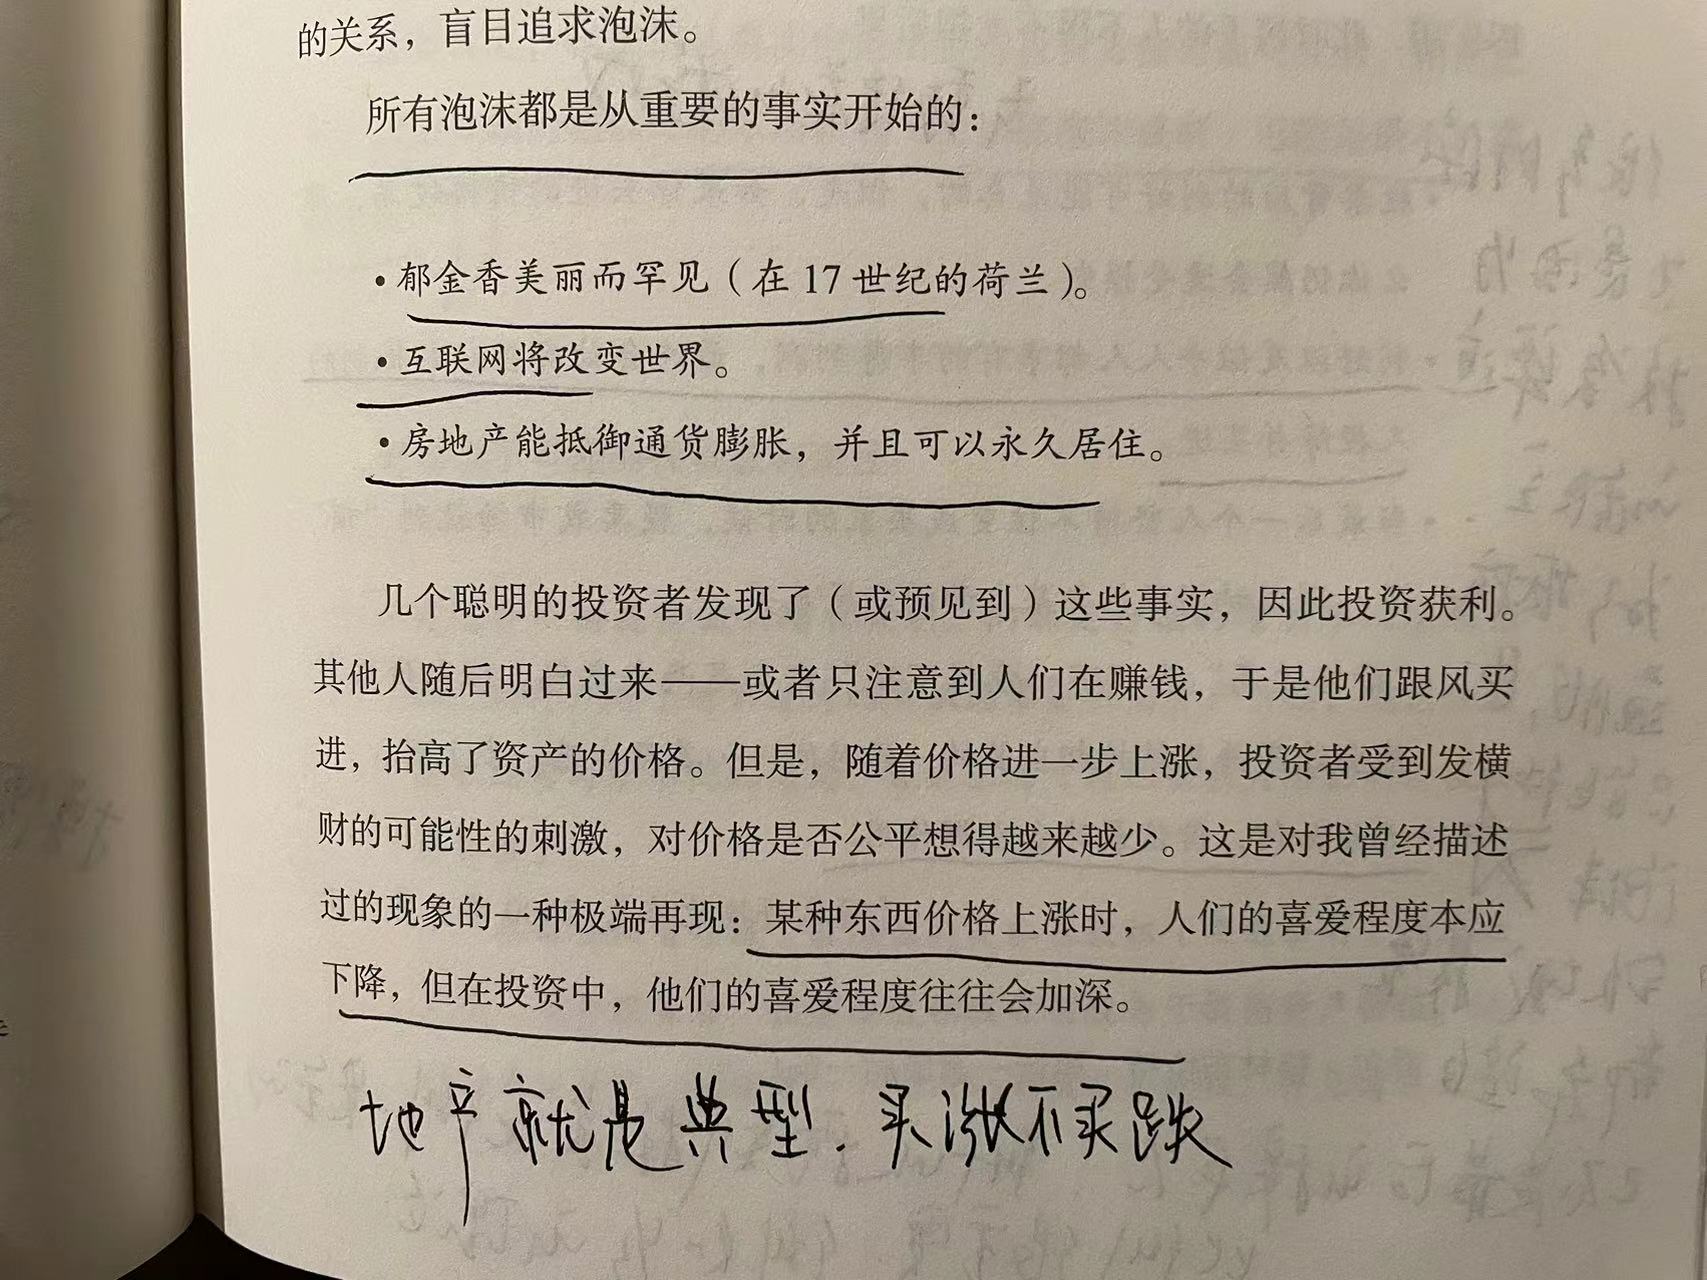 的关系，盲目追求泡沫。
所有泡沫都是从重要的事实开始的：
·郁金香美丽而罕见（在 17 世纪的荷兰）。
·互联网将改变世界。
·房地产能抵御通货膨胀，并且可以永久居住。
几个聪明的投资者发现了（或预见到）这些事实，因此投资获利。
其他人随后明白过来——或者只注意到人们在赚钱，于是他们跟风买
进，抬高了资产的价格。但是，随着价格进一步上涨，投资者受到发横
财的可能性的刺激，对价格是否公平想得越来越少。这是对我曾经描述
过的现象的一种极端再现：某种东西价格上涨时，人们的喜爱程度本应
下降，但在投资中，他们的喜爱程度往往会加深。
地产就是典型. 买涨不买跌